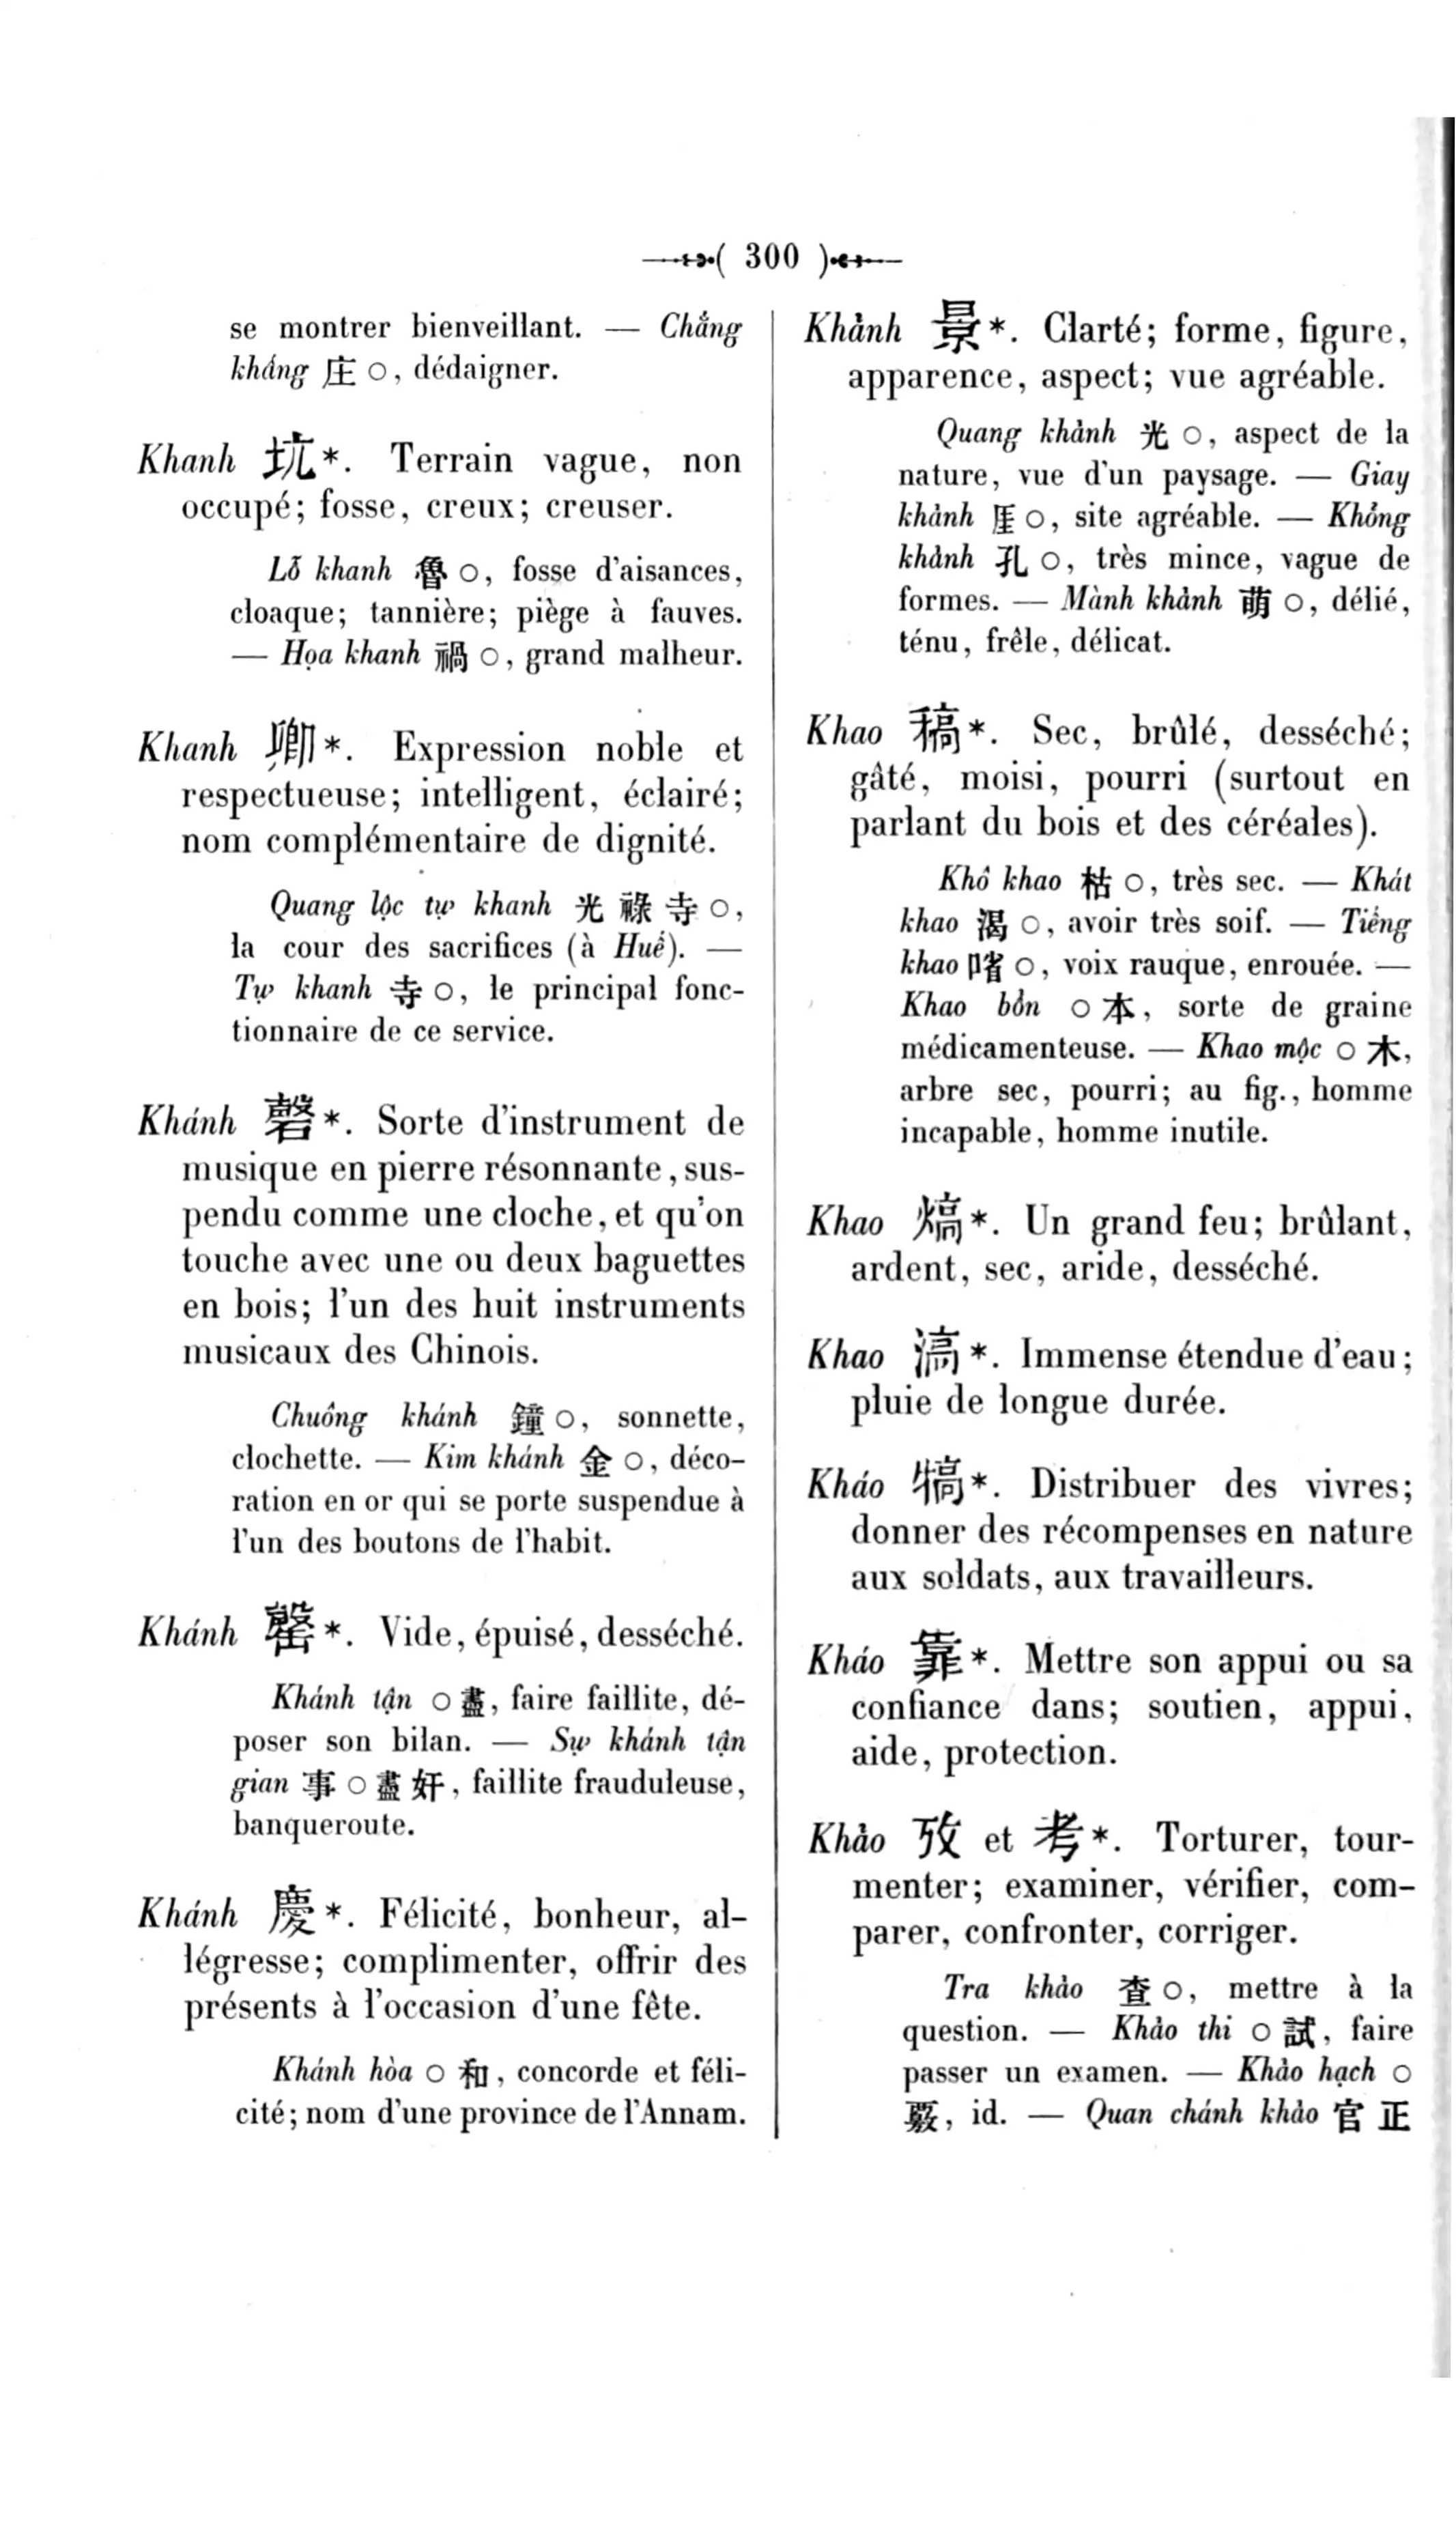 ( 300 )
se montrer bienveillant. — Chẳng
khẳng 庄 ○, dédaigner.
Khanh 坑*. Terrain vague, non
occupé; fosse, creux; creuser.
Lỗ khanh 魯 ○, fosse d'aisances,
cloaque; tannière; piège à fauves.
— Họa khanh 禍 ○, grand malheur.
Khanh 卿*. Expression noble et
respectueuse; intelligent, éclairé;
nom complémentaire de dignité.
Quang lộc tự khanh 光祿寺○,
la cour des sacrifices (à Huê). —
Tự khanh 寺 ○, le principal fonc-
tionnaire de ce service.
Khánh 磬*. Sorte d'instrument de
musique en pierre résonnante, sus-
pendu comme une cloche, et qu'on
touche avec une ou deux baguettes
en bois; l'un des huit instruments
musicaux des Chinois.
Chuông khánh 鐘 ○, sonnette,
clochette. — Kim khánh 金 ○, déco-
ration en or qui se porte suspendue à
l'un des boutons de l'habit.
Khánh 罄*. Vide, épuisé, desséché.
Khánh tận ○ 盡, faire faillite, dé-
poser son bilan. — Sự khánh tận
gian 事 ○ 盡 奸, faillite frauduleuse,
banqueroute.
Khánh 慶*. Félicité, bonheur, al-
légresse; complimenter, offrir des
présents à l'occasion d'une fête.
Khánh hòa ○ 和, concorde et féli-
cité; nom d'une province de l'Annam.
Khảnh 景*. Clarté; forme, figure,
apparence, aspect; vue agréable.
Quang khảnh 光 ○, aspect de la
nature, vue d'un paysage. — Giay
khảnh 厓 ○, site agréable. — Khổng
khảnh 孔 ○, très mince, vague de
formes. — Mành khảnh 萌 ○, délié,
ténu, frêle, délicat.
Khao 稿*. Sec, brûlé, desséché;
gâté, moisi, pourri (surtout en
parlant du bois et des céréales).
Khô khao 枯 ○, très sec. — Khát
khao 渴 ○, avoir très soif. — Tiếng
khao 㗂 ○, voix rauque, enrouée. —
Khao bổn ○ 本, sorte de graine
médicamenteuse. — Khao mộc ○ 木,
arbre sec, pourri; au fig., homme
incapable, homme inutile.
Khao 熇*. Un grand feu; brûlant,
ardent, sec, aride, desséché.
Khao 滈*. Immense étendue d'eau;
pluie de longue durée.
Kháo 犒*. Distribuer des vivres;
donner des récompenses en nature
aux soldats, aux travailleurs.
Kháo 靠*. Mettre son appui ou sa
confiance dans; soutien, appui,
aide, protection.
Khảo 攷 et 考*. Torturer, tour-
menter; examiner, vérifier, com-
parer, confronter, corriger.
Tra khảo 查 ○, mettre à la
question. — Khảo thi ○ 試, faire
passer un examen. — Khảo hạch ○
覈, id. — Quan chánh khảo 官 正